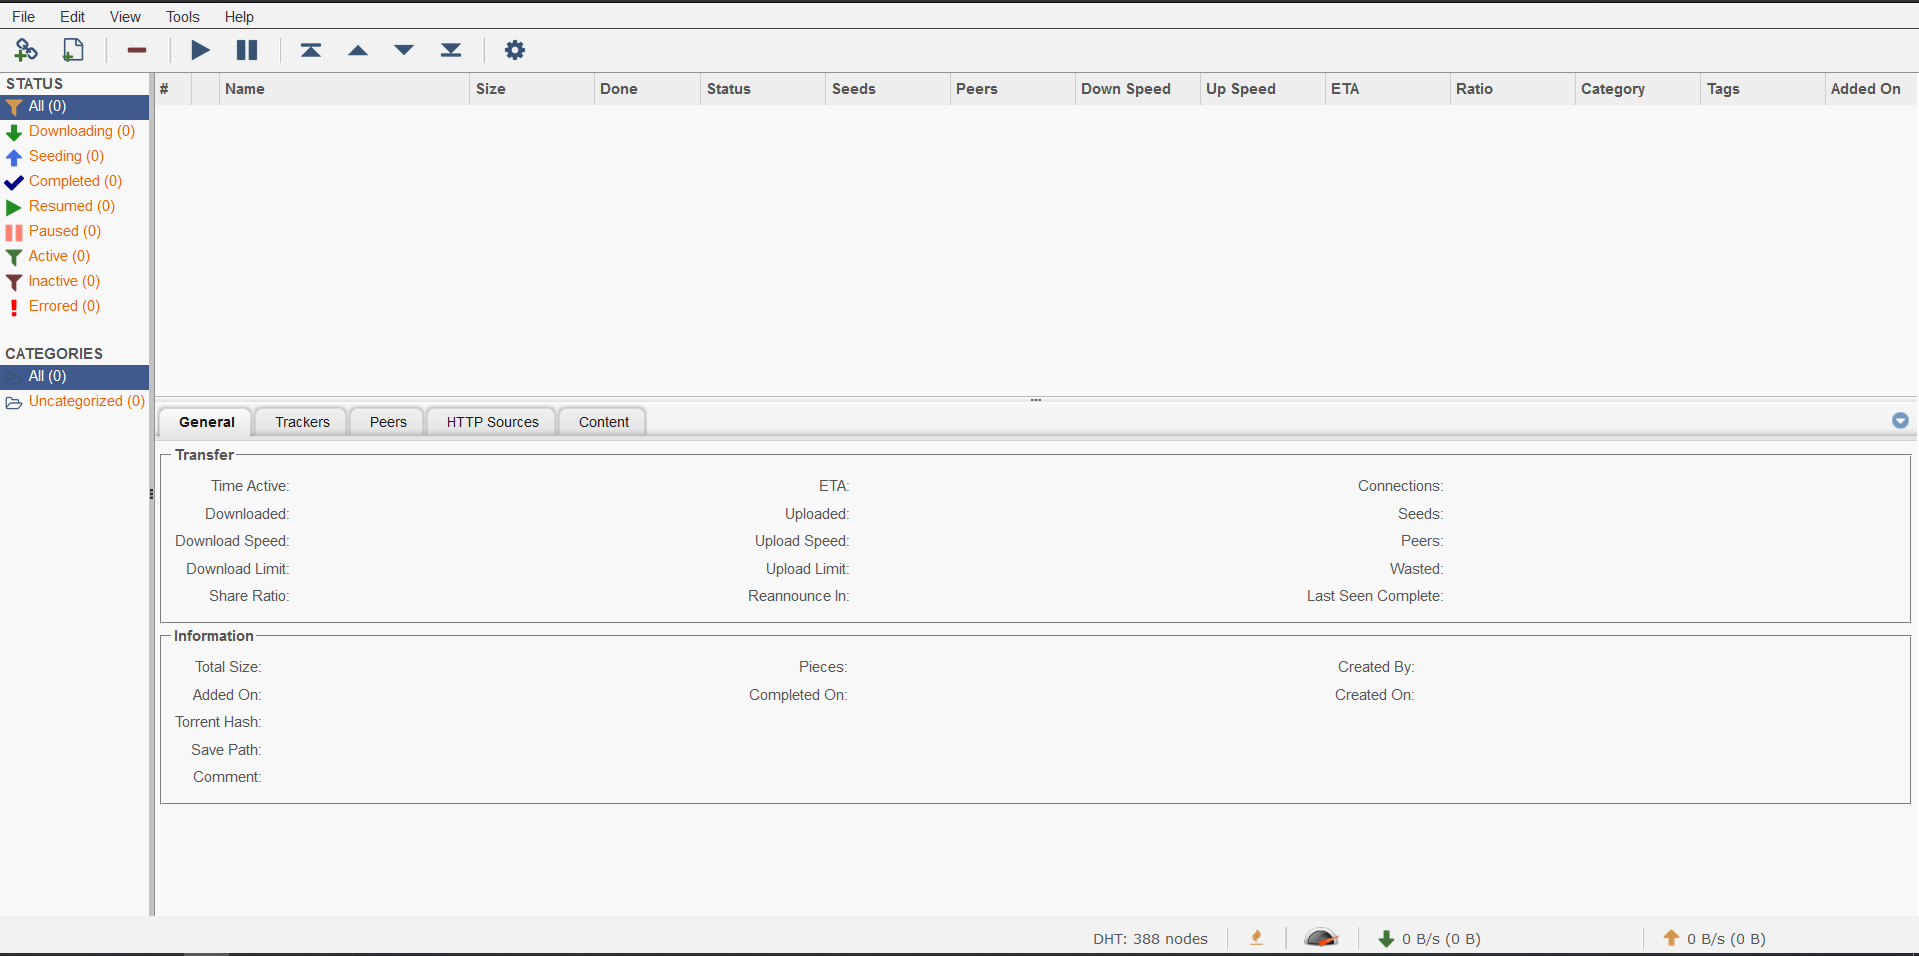 File Edit View Tools Help
STATUS
All (0)
Downloading (0)
Seeding (0)
Completed (0)
Resumed (0)
Paused (0)
Active (0)
Inactive (0)
Errored (0)
CATEGORIES
All (0)
Uncategorized (0)
# Name Size Done Status Seeds Peers Down Speed Up Speed ETA Ratio Category Tags Added On
General Trackers Peers HTTP Sources Content
Transfer
Time Active: ETA: Connections:
Downloaded: Uploaded: Seeds:
Download Speed: Upload Speed: Peers:
Download Limit: Upload Limit: Wasted:
Share Ratio: Reannounce In: Last Seen Complete:
Information
Total Size: Pieces: Created By:
Added On: Completed On: Created On:
Torrent Hash:
Save Path:
Comment:
DHT: 388 nodes 0 B/s (0 B) 0 B/s (0 B)